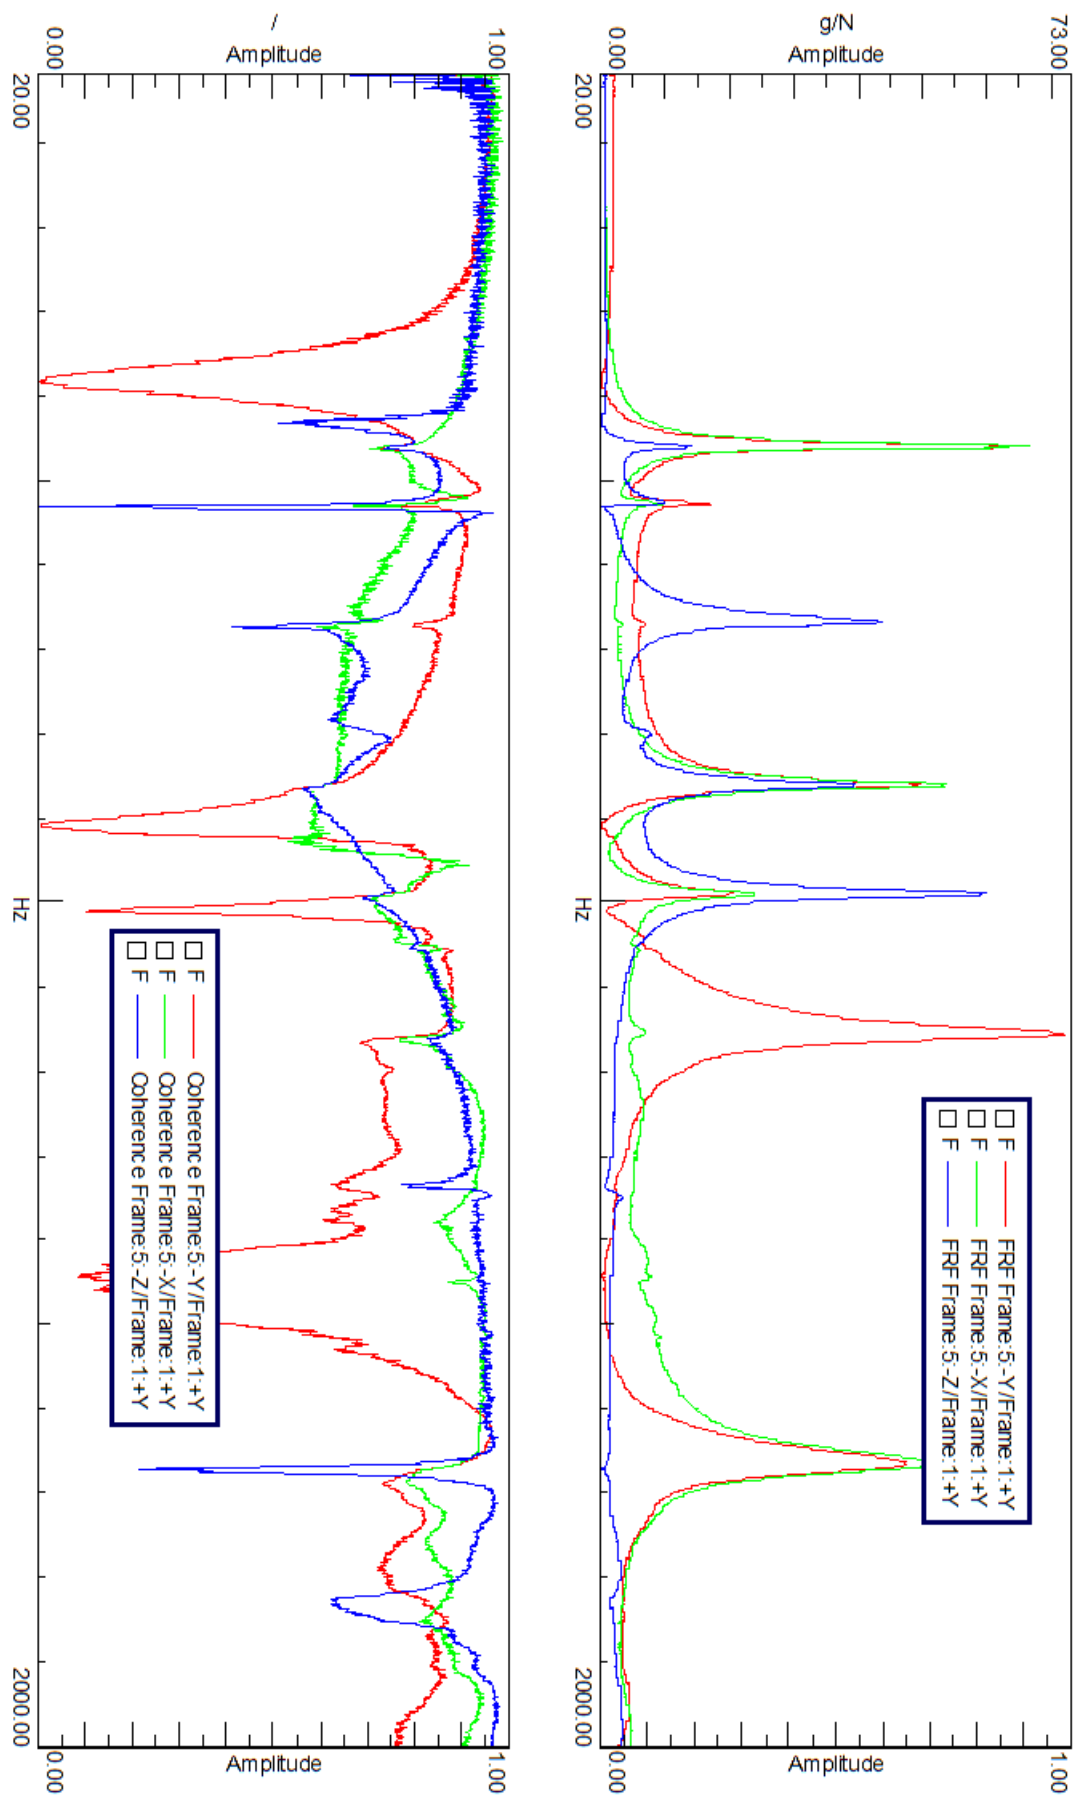 73.00
g/N
Amplitude
0.00
20.00
Hz
2000.00
1.00
Amplitude
0.00
F FRF Frame:5:-Y/Frame:1:+Y
F FRF Frame:5:-X/Frame:1:+Y
F FRF Frame:5:-Z/Frame:1:+Y
1.00
/
Amplitude
0.00
20.00
Hz
2000.00
1.00
Amplitude
0.00
F Coherence Frame:5:-Y/Frame:1:+Y
F Coherence Frame:5:-X/Frame:1:+Y
F Coherence Frame:5:-Z/Frame:1:+Y